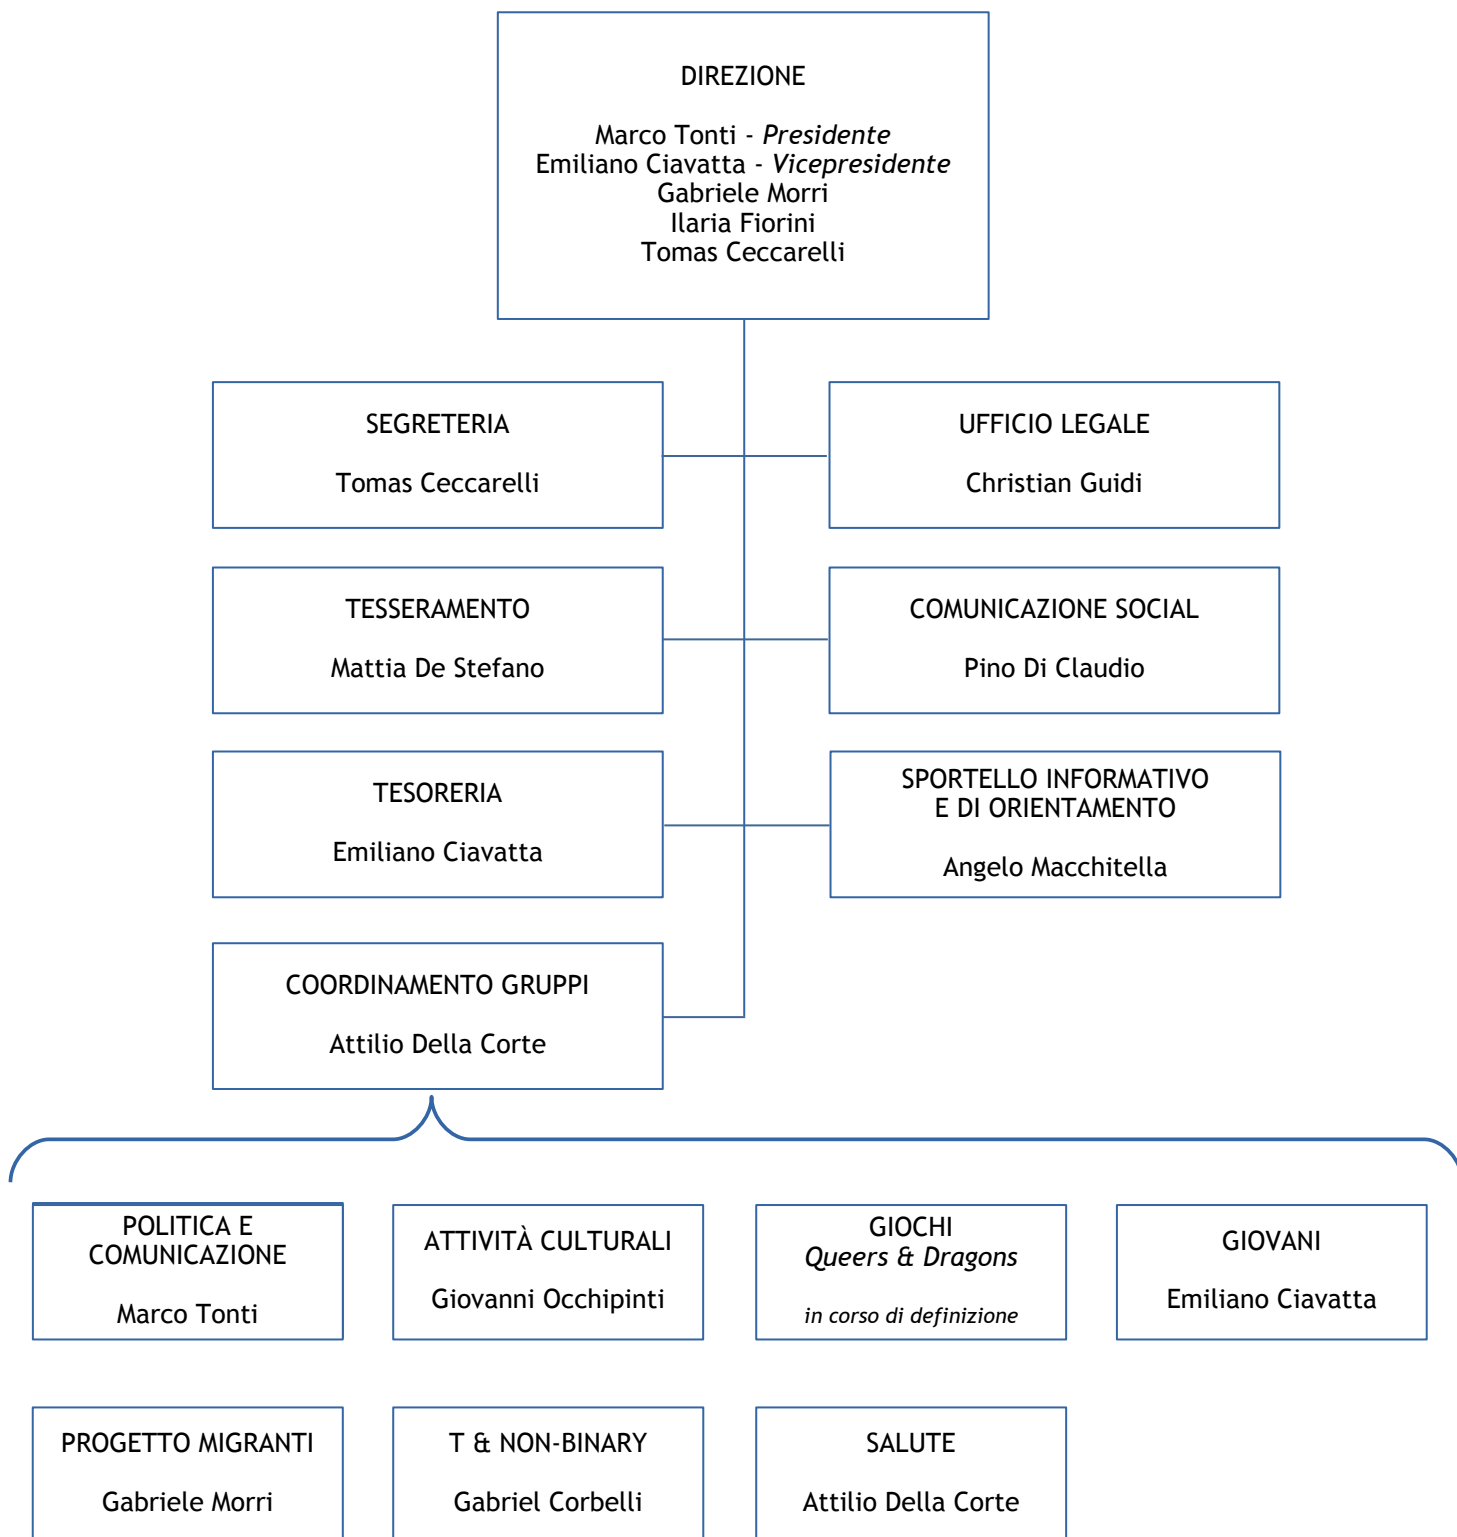 DIREZIONE
Marco Tonti - Presidente
Emiliano Ciavatta - Vicepresidente
Gabriele Morri
Ilaria Fiorini
Tomas Ceccarelli
SEGRETERIA
Tomas Ceccarelli
UFFICIO LEGALE
Christian Guidi
TESSERAMENTO
Mattia De Stefano
COMUNICAZIONE SOCIAL
Pino Di Claudio
TESORERIA
Emiliano Ciavatta
SPORTELLO INFORMATIVO
E DI ORIENTAMENTO
Angelo Macchitella
COORDINAMENTO GRUPPI
Attilio Della Corte
POLITICA E
COMUNICAZIONE
Marco Tonti
ATTIVITÀ CULTURALI
Giovanni Occhipinti
GIOCHI
Queers & Dragons
in corso di definizione
GIOVANI
Emiliano Ciavatta
PROGETTO MIGRANTI
Gabriele Morri
T & NON-BINARY
Gabriel Corbelli
SALUTE
Attilio Della Corte